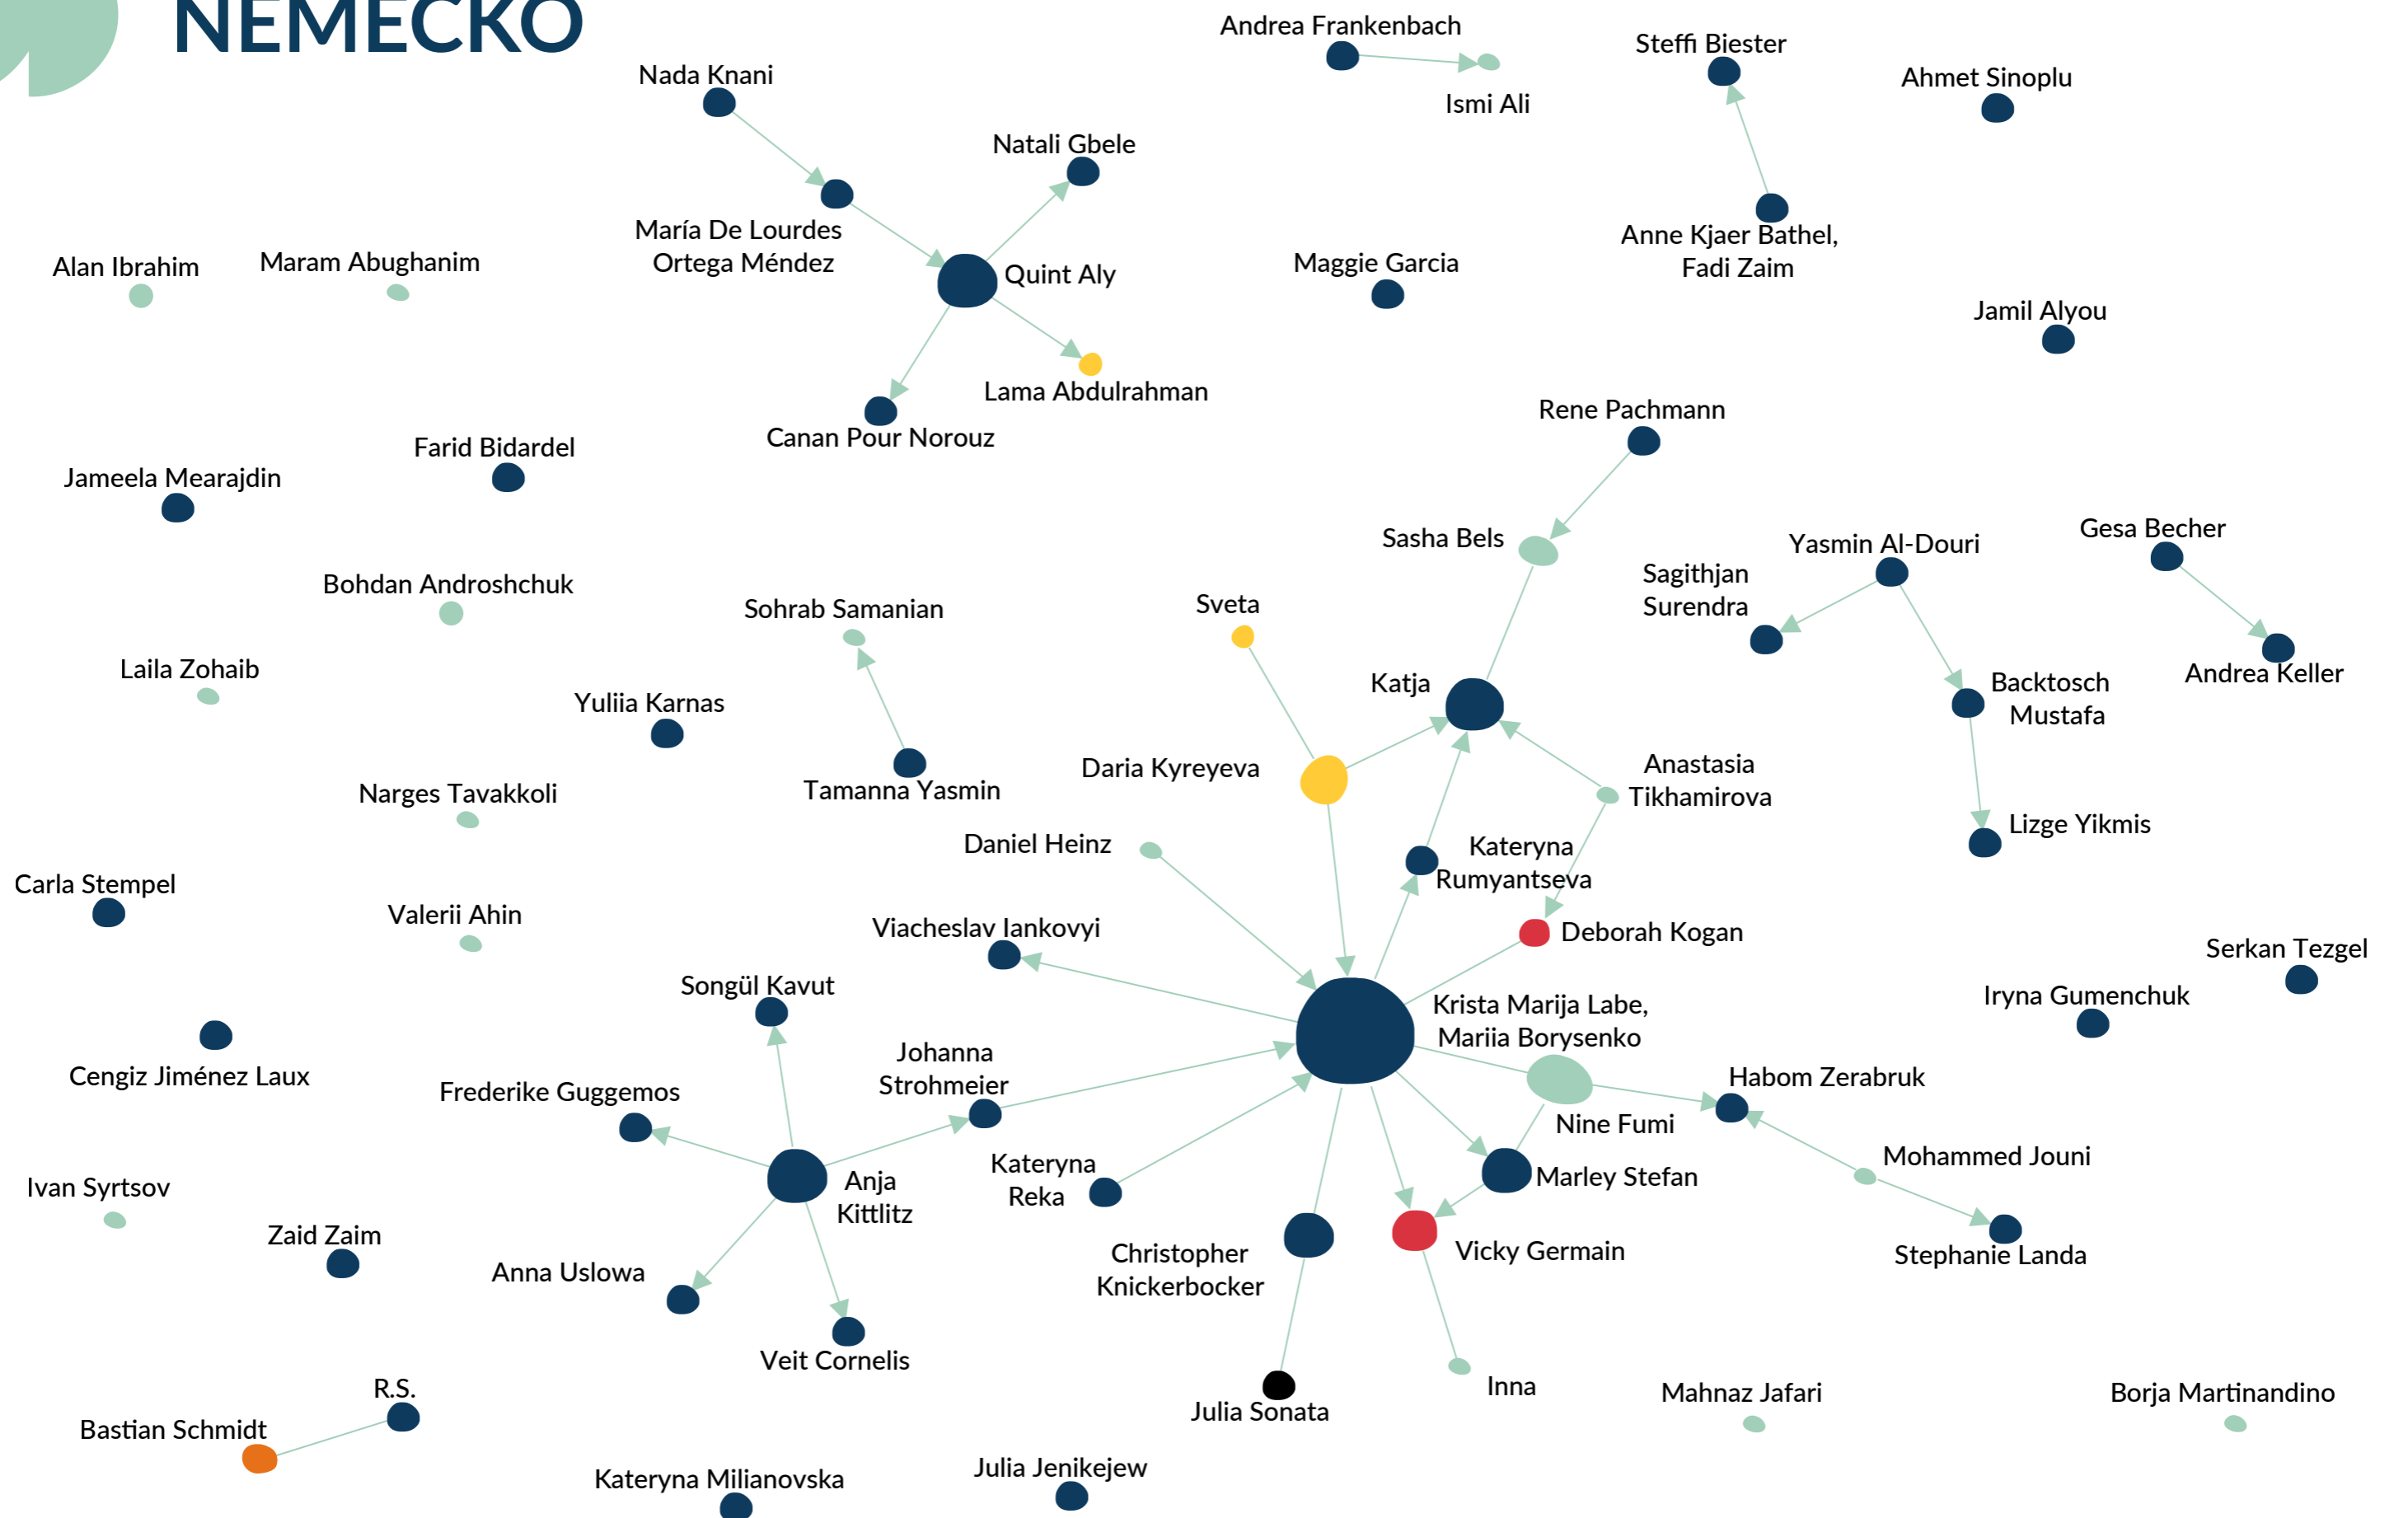 NĚMECKO
Andrea Frankenbach
Steffi Biester
Nada Knani
Ahmet Sinoplu
Ismi Ali
Natali Gbele
María De Lourdes
Ortega Méndez
Anne Kjaer Bathel,
Fadi Zaim
Alan Ibrahim
Maram Abughanim
Quint Aly
Maggie Garcia
Jamil Alyou
Lama Abdulrahman
Rene Pachmann
Canan Pour Norouz
Farid Bidardel
Jameela Mearajdin
Sasha Bels
Gesa Becher
Yasmin Al-Douri
Sagithjan
Surendra
Bohdan Androshchuk
Sohrab Samanian
Sveta
Laila Zohaib
Andrea Keller
Katja
Backtosch
Mustafa
Yuliia Karnas
Daria Kyreyeva
Anastasia
Tikhamirova
Tamanna Yasmin
Narges Tavakkoli
Lizge Yikmis
Daniel Heinz
Kateryna
Rumyantseva
Carla Stempel
Valerii Ahin
Viacheslav Iankovyi
Deborah Kogan
Serkan Tezgel
Songül Kavut
Iryna Gumenchuk
Krista Marija Labe,
Mariia Borysenko
Johanna
Strohmeier
Cengiz Jiménez Laux
Habom Zerabruk
Frederike Guggemos
Nine Fumi
Mohammed Jouni
Kateryna
Reka
Marley Stefan
Anja
Kittlitz
Ivan Syrtsov
Zaid Zaim
Christopher
Knickerbocker
Vicky Germain
Stephanie Landa
Anna Uslowa
Veit Cornelis
R.S.
Inna
Mahnaz Jafari
Borja Martinandino
Julia Sonata
Bastian Schmidt
Julia Jenikejew
Kateryna Milianovska